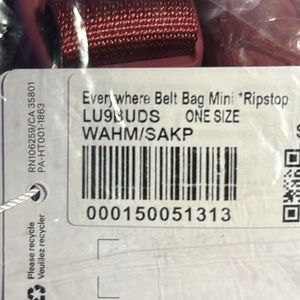 Everywhere Belt Bag Mini *Ripstop
LU9BUDS ONE SIZE
WAHM/SAKP
000150051313
RN106259/CA 35801
PA-HT001-1863
Please recycle
Veuillez recycler